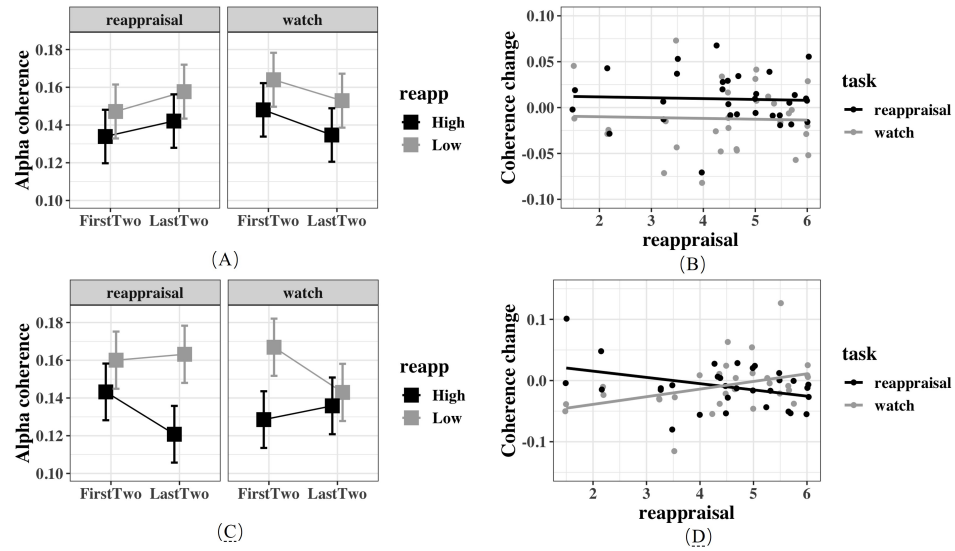 reappraisal
watch
0.18
0.16
0.14
0.12
0.10
Alpha coherence
FirstTwo LastTwo
FirstTwo LastTwo
reapp
High
Low
(A)
0.10
0.05
0.00
-0.05
-0.10
Coherence change
2 3 4 5 6
reappraisal
task
reappraisal
watch
(B)
reappraisal
watch
0.18
0.16
0.14
0.12
0.10
Alpha coherence
FirstTwo LastTwo
FirstTwo LastTwo
reapp
High
Low
(C)
0.1
0.0
-0.1
Coherence change
2 3 4 5 6
reappraisal
task
reappraisal
watch
(D)